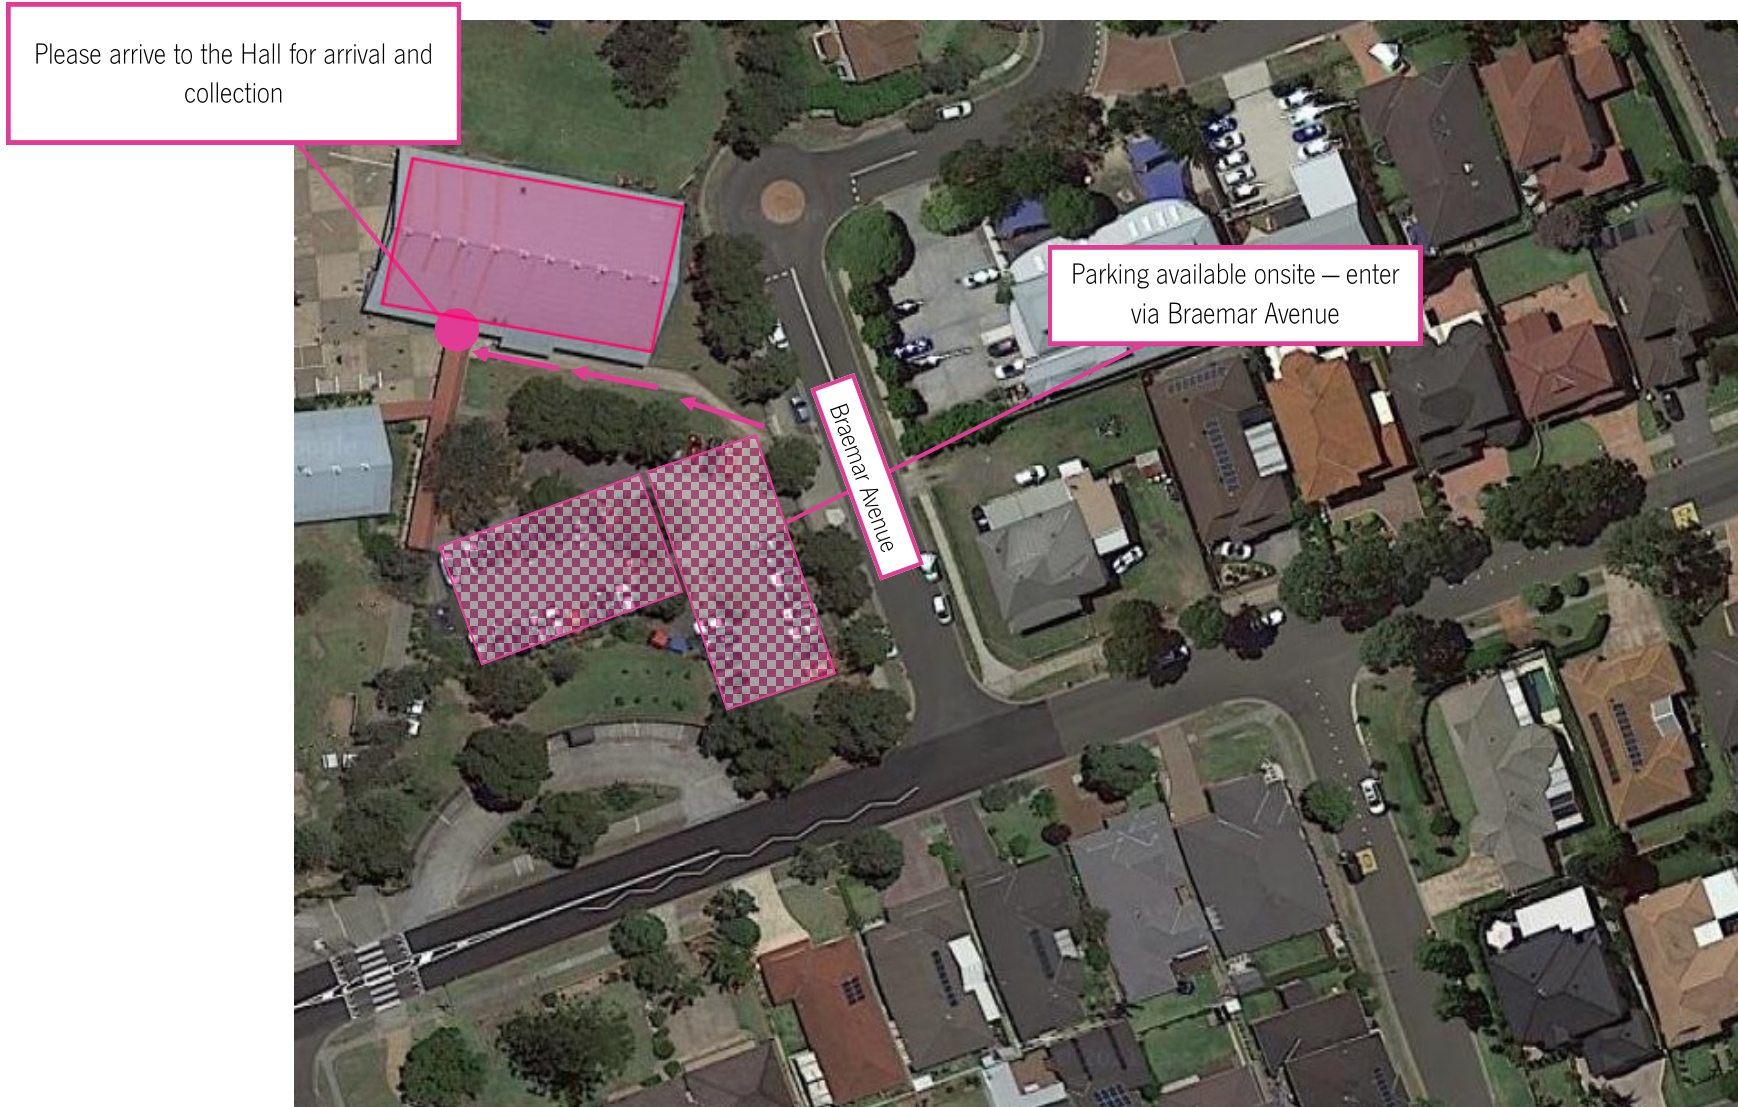 Please arrive to the Hall for arrival and
collection
Parking available onsite – enter
via Braemar Avenue
Braemar Avenue